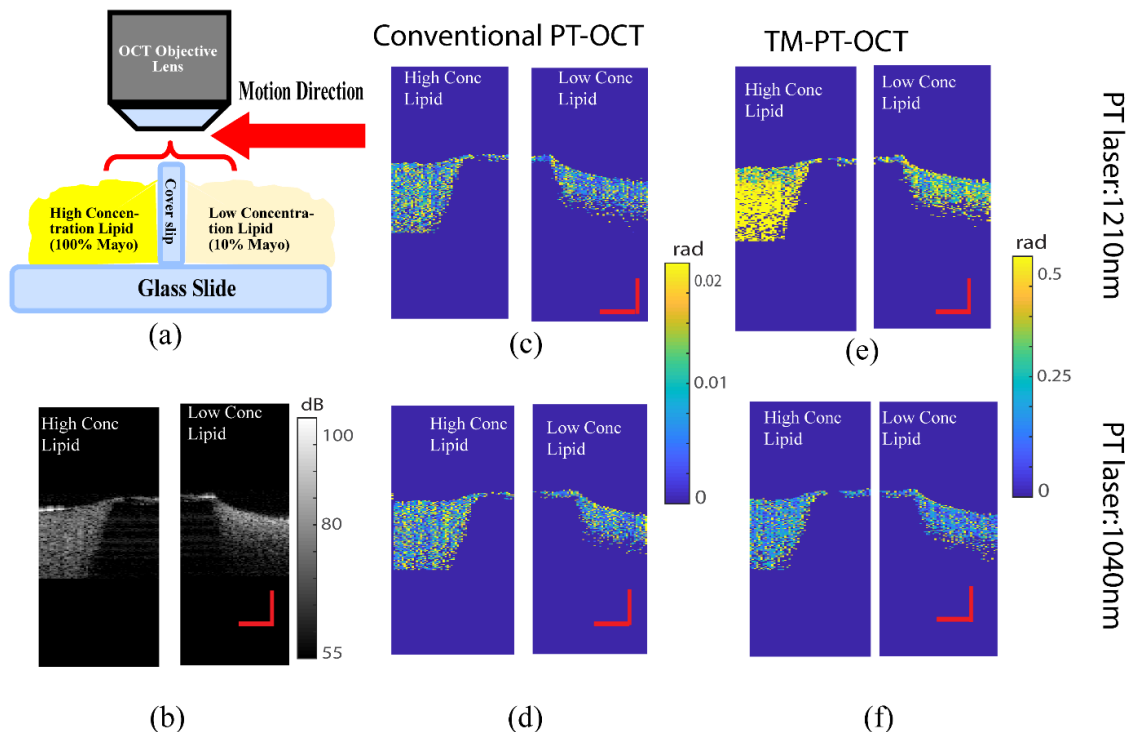 Conventional PT-OCT
TM-PT-OCT
OCT Objective
Lens
Motion Direction
Cover slip
High Concen-
tration Lipid
(100% Mayo)
Low Concentra-
tion Lipid
(10% Mayo)
Glass Slide
(a)
High Conc
Lipid
Low Conc
Lipid
rad
0.02
0.01
0
(c)
High Conc
Lipid
Low Conc
Lipid
rad
0.5
0.25
0
(e)
PT laser:1210nm
High Conc
Lipid
Low Conc
Lipid
dB
100
80
55
(b)
High Conc
Lipid
Low Conc
Lipid
(d)
High Conc
Lipid
Low Conc
Lipid
(f)
PT laser:1040nm